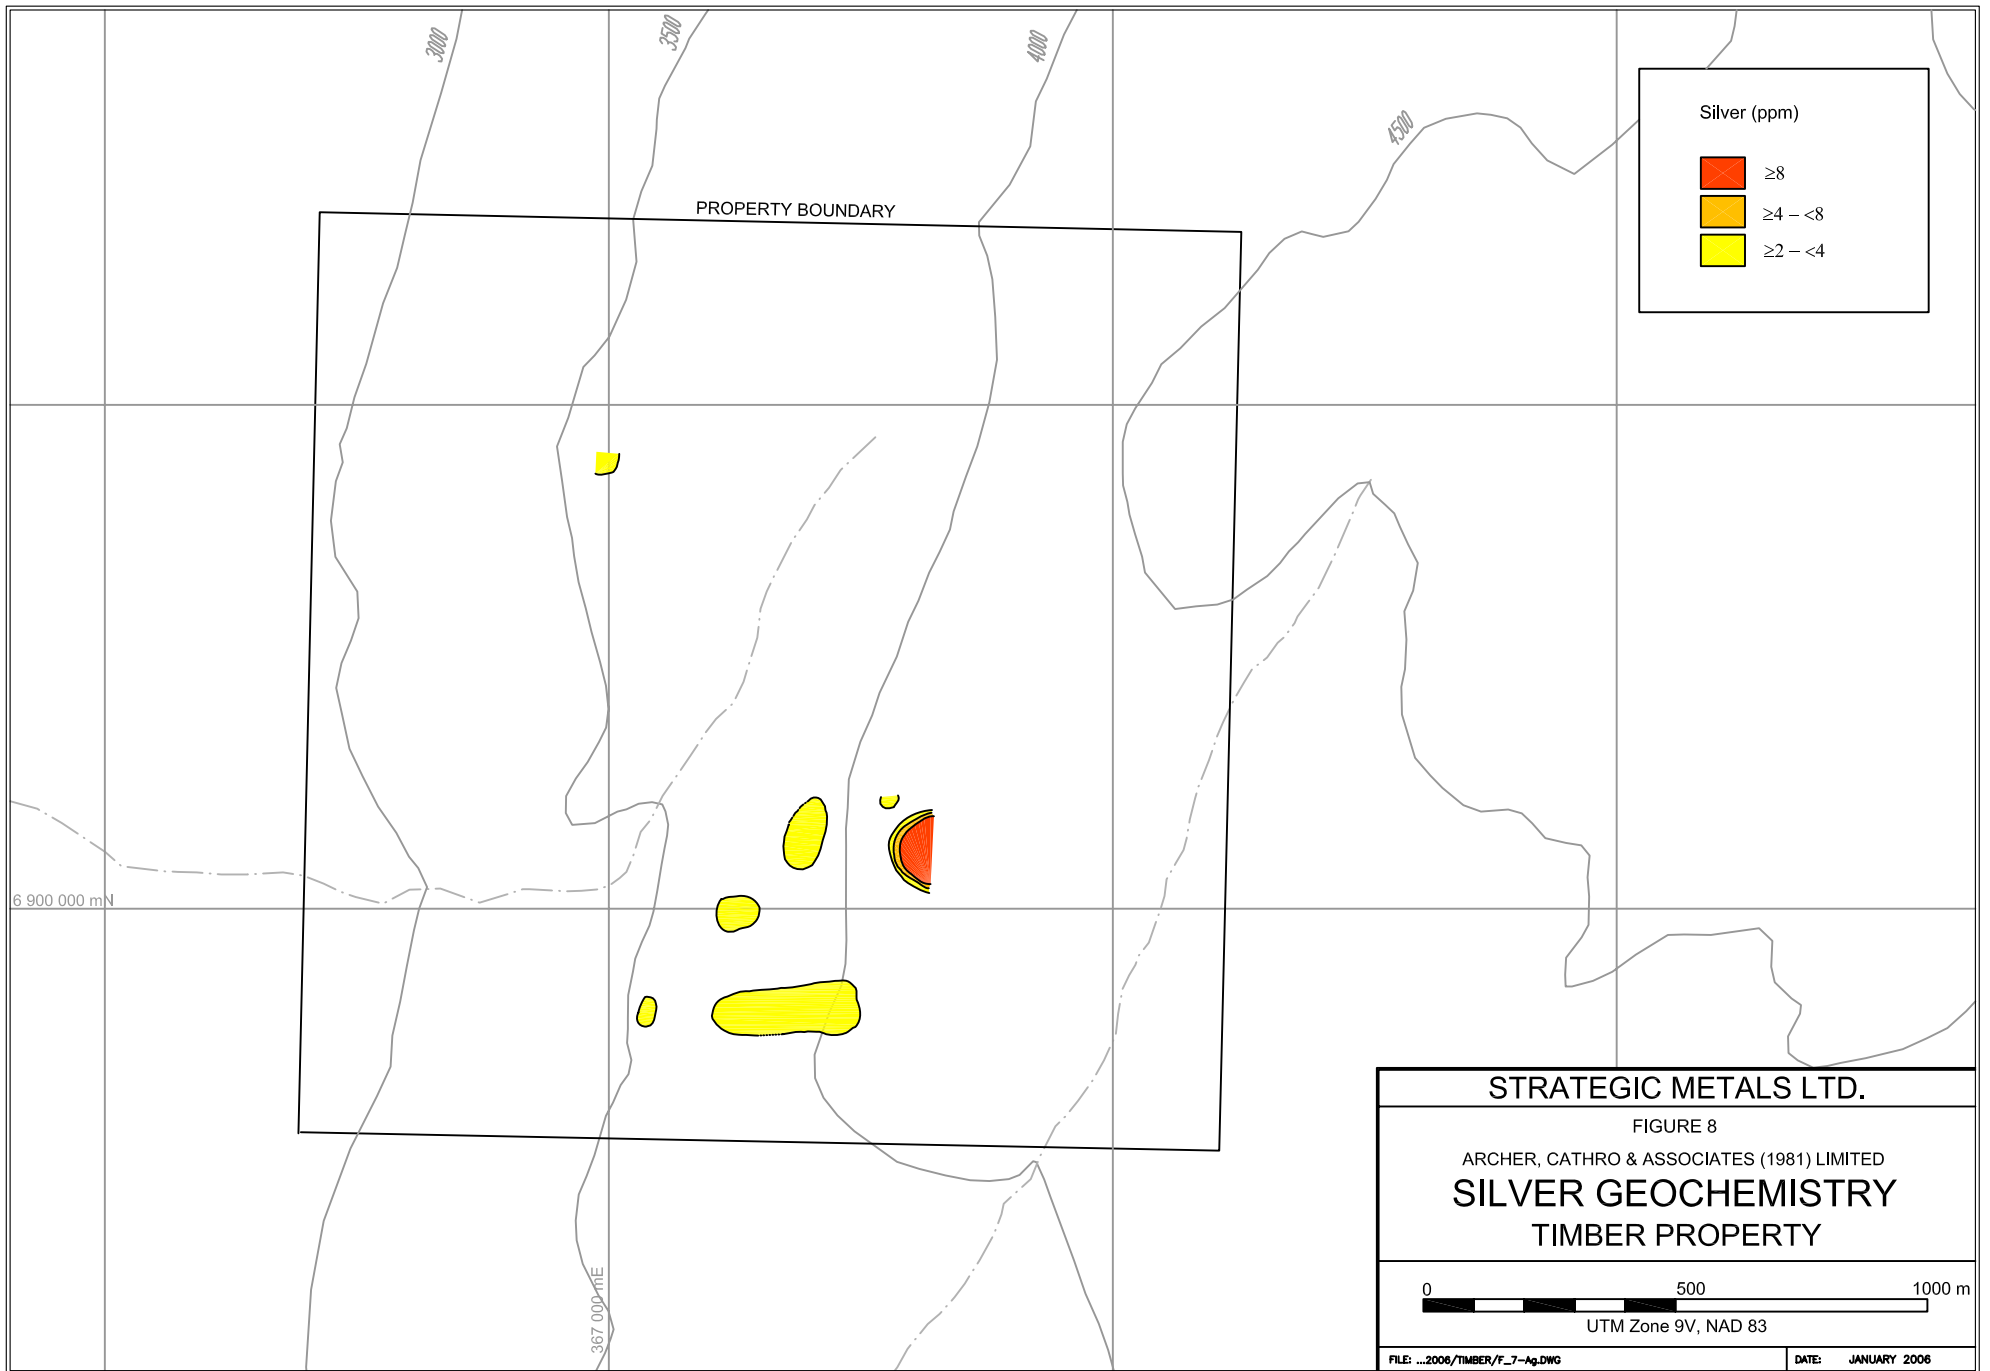 3000
3500
4000
4500
Silver (ppm)
≥8
≥4 – <8
≥2 – <4
PROPERTY BOUNDARY
6 900 000 mN
367 000 mE
STRATEGIC METALS LTD.
FIGURE 8
ARCHER, CATHRO & ASSOCIATES (1981) LIMITED
SILVER GEOCHEMISTRY
TIMBER PROPERTY
0 500 1000 m
UTM Zone 9V, NAD 83
FILE: ...2006/TIMBER/F_7-Ag.DWG DATE: JANUARY 2006